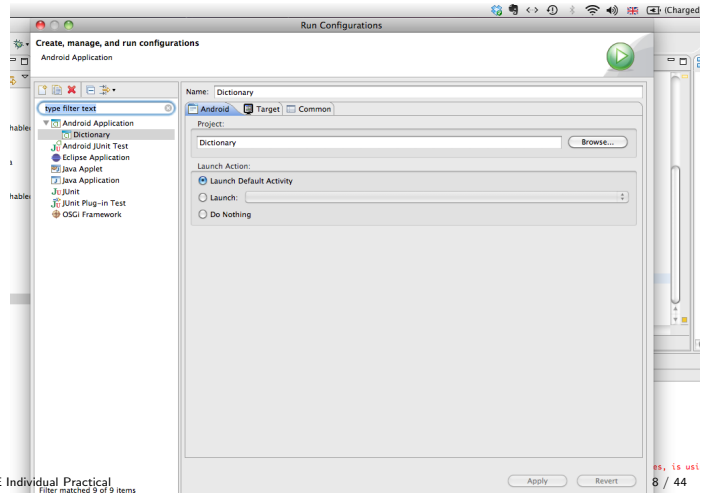 (Charged
Run Configurations
Create, manage, and run configurations
Android Application
Name: Dictionary
type filter text
Android Target Common
Android Application
Dictionary
Android JUnit Test
Eclipse Application
Java Applet
Java Application
JUnit
JUnit Plug-in Test
OSGi Framework
Project:
Dictionary
Browse...
Launch Action:
Launch Default Activity
Launch:
Do Nothing
hable
hable
es, is usi
Apply Revert
E Individual Practical
8 / 44
Filter matched 9 of 9 items